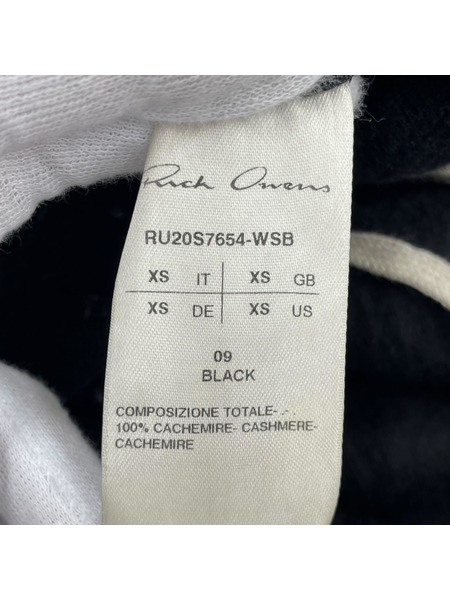 Rick Owens
RU20S7654-WSB
XS IT XS GB
XS DE XS US
09
BLACK
COMPOSIZIONE TOTALE- .- .
100% CACHEMIRE- CASHMERE-
CACHEMIRE